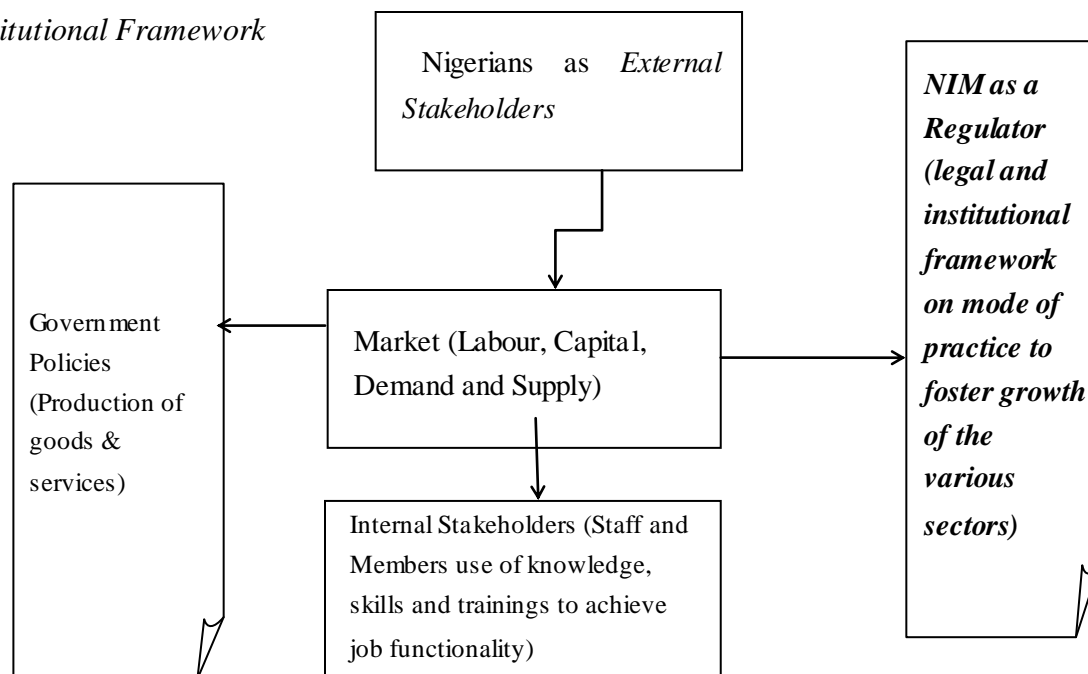 itutional Framework
Nigerians as External
Stakeholders
NIM as a
Regulator
(legal and
institutional
framework
on mode of
practice to
foster growth
of the
various
sectors)
Government
Policies
(Production of
goods &
services)
Market (Labour, Capital,
Demand and Supply)
Internal Stakeholders (Staff and
Members use of knowledge,
skills and trainings to achieve
job functionality)